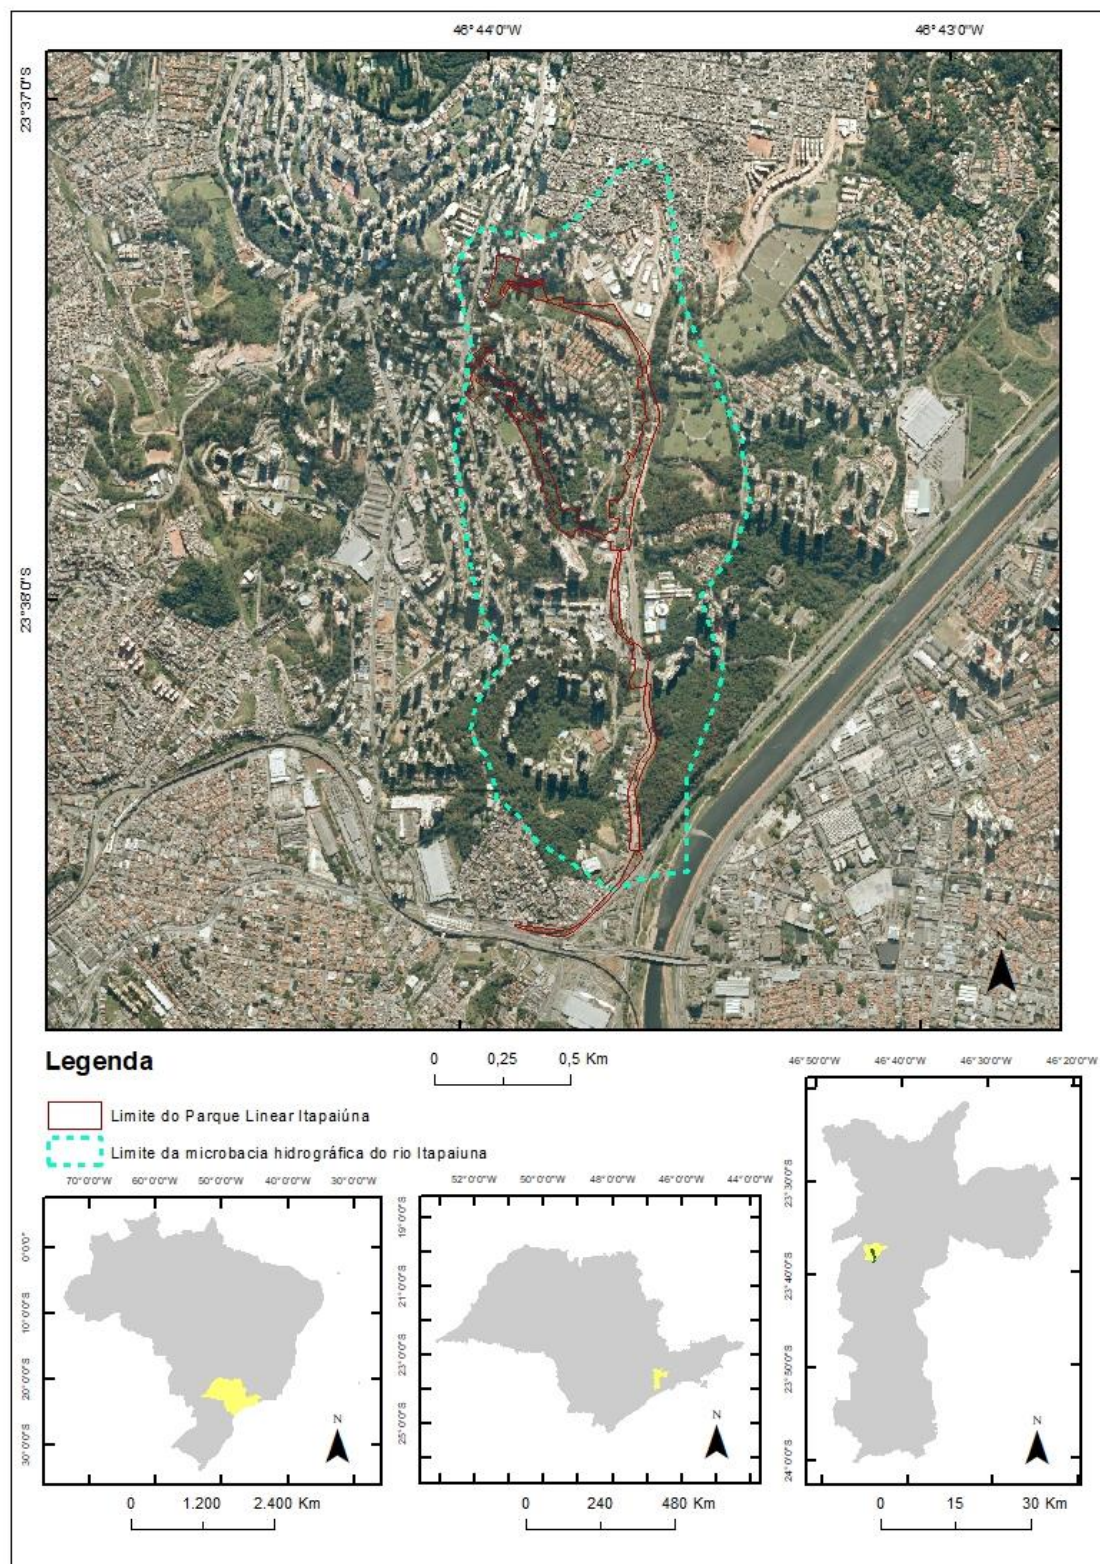 46°44'0"W 46°43'0"W
23°37'0"S
23°38'0"S
N
Legenda
0 0,25 0,5 Km
Limite do Parque Linear Itapaiúna
Limite da microbacia hidrográfica do rio Itapaiuna
46°50'0"W 46°40'0"W 46°30'0"W 46°20'0"W
23°30'0"S
23°40'0"S
23°50'0"S
24°0'0"S
N
0 15 30 Km
70°0'0"W 60°0'0"W 50°0'0"W 40°0'0"W 30°0'0"W
0°0'0"
10°0'0"S
20°0'0"S
30°0'0"S
N
0 1.200 2.400 Km
52°0'0"W 50°0'0"W 48°0'0"W 46°0'0"W 44°0'0"W
19°0'0"S
21°0'0"S
23°0'0"S
25°0'0"S
N
0 240 480 Km